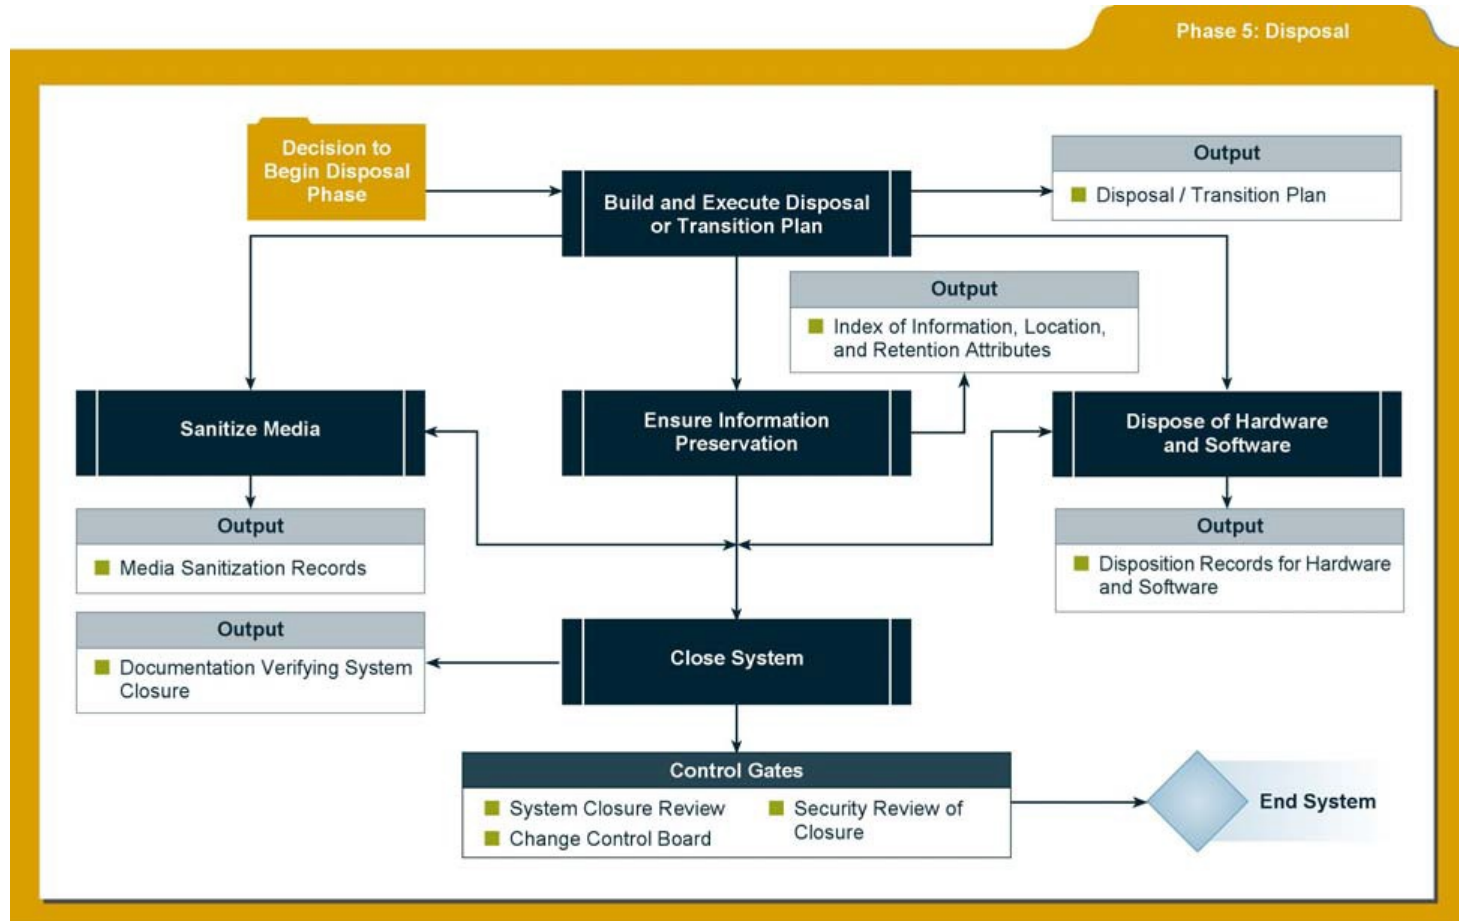 Phase 5: Disposal
Decision to
Begin Disposal
Phase
Build and Execute Disposal
or Transition Plan
Output
Disposal / Transition Plan
Output
Index of Information, Location,
and Retention Attributes
Sanitize Media
Ensure Information
Preservation
Dispose of Hardware
and Software
Output
Media Sanitization Records
Output
Disposition Records for Hardware
and Software
Output
Documentation Verifying System
Closure
Close System
Control Gates
System Closure Review
Change Control Board
Security Review of
Closure
End System